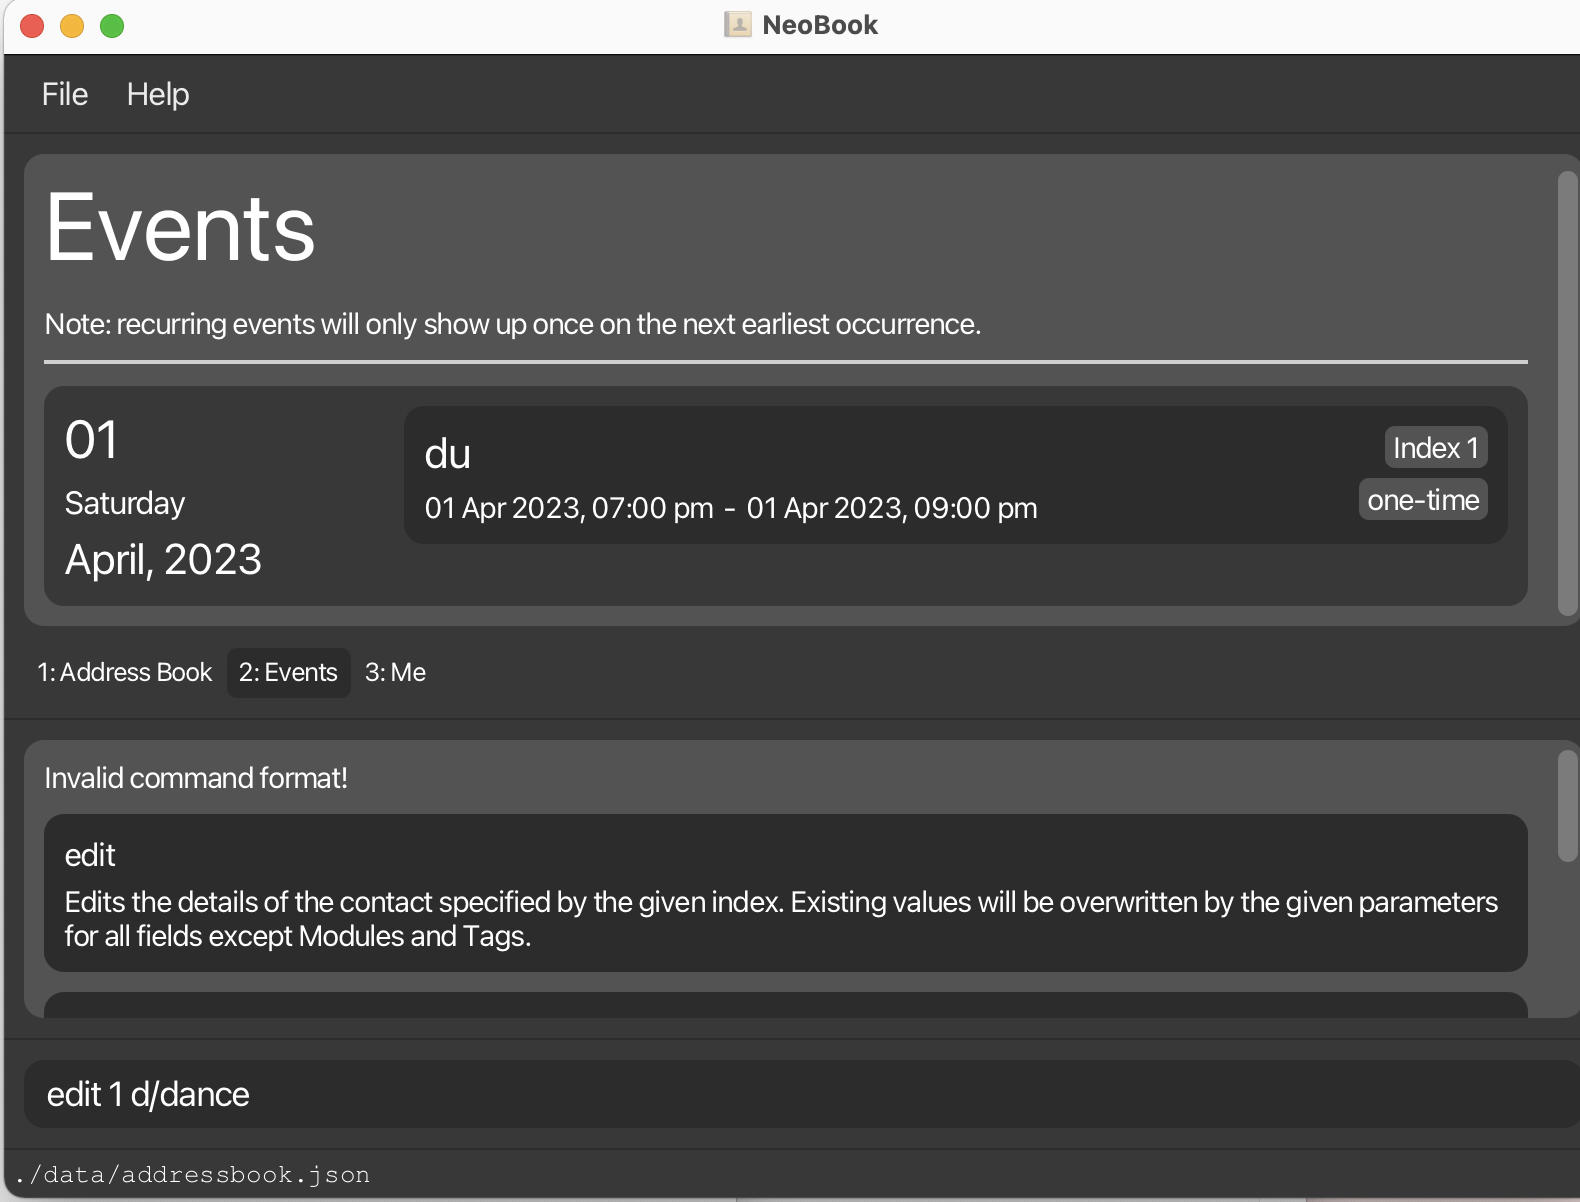 NeoBook
File Help
Events
Note: recurring events will only show up once on the next earliest occurrence.
01
Saturday
April, 2023
du
01 Apr 2023, 07:00 pm - 01 Apr 2023, 09:00 pm
Index 1
one-time
1: Address Book 2: Events 3: Me
Invalid command format!
edit
Edits the details of the contact specified by the given index. Existing values will be overwritten by the given parameters
for all fields except Modules and Tags.
edit 1 d/dance
./data/addressbook.json